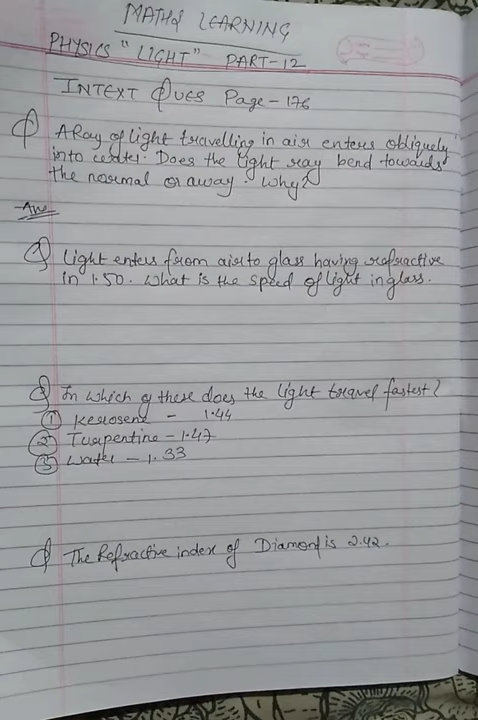 MATHS LEARNING
PHYSICS "LIGHT" PART-12
INTEXT QUES Page - 176
Q A Ray of light travelling in air enters obliquely
into water. Does the light ray bend towards
the normal or away. Why?
Q Light enters from air to glass having refractive
in 1.50. What is the speed of light in glass.
Q In which of these does the light travel fastest?
① Kerosene - 1.44
② Turpentine - 1.47
③ Water - 1.33
Q The Refractive index of Diamond is 2.42.